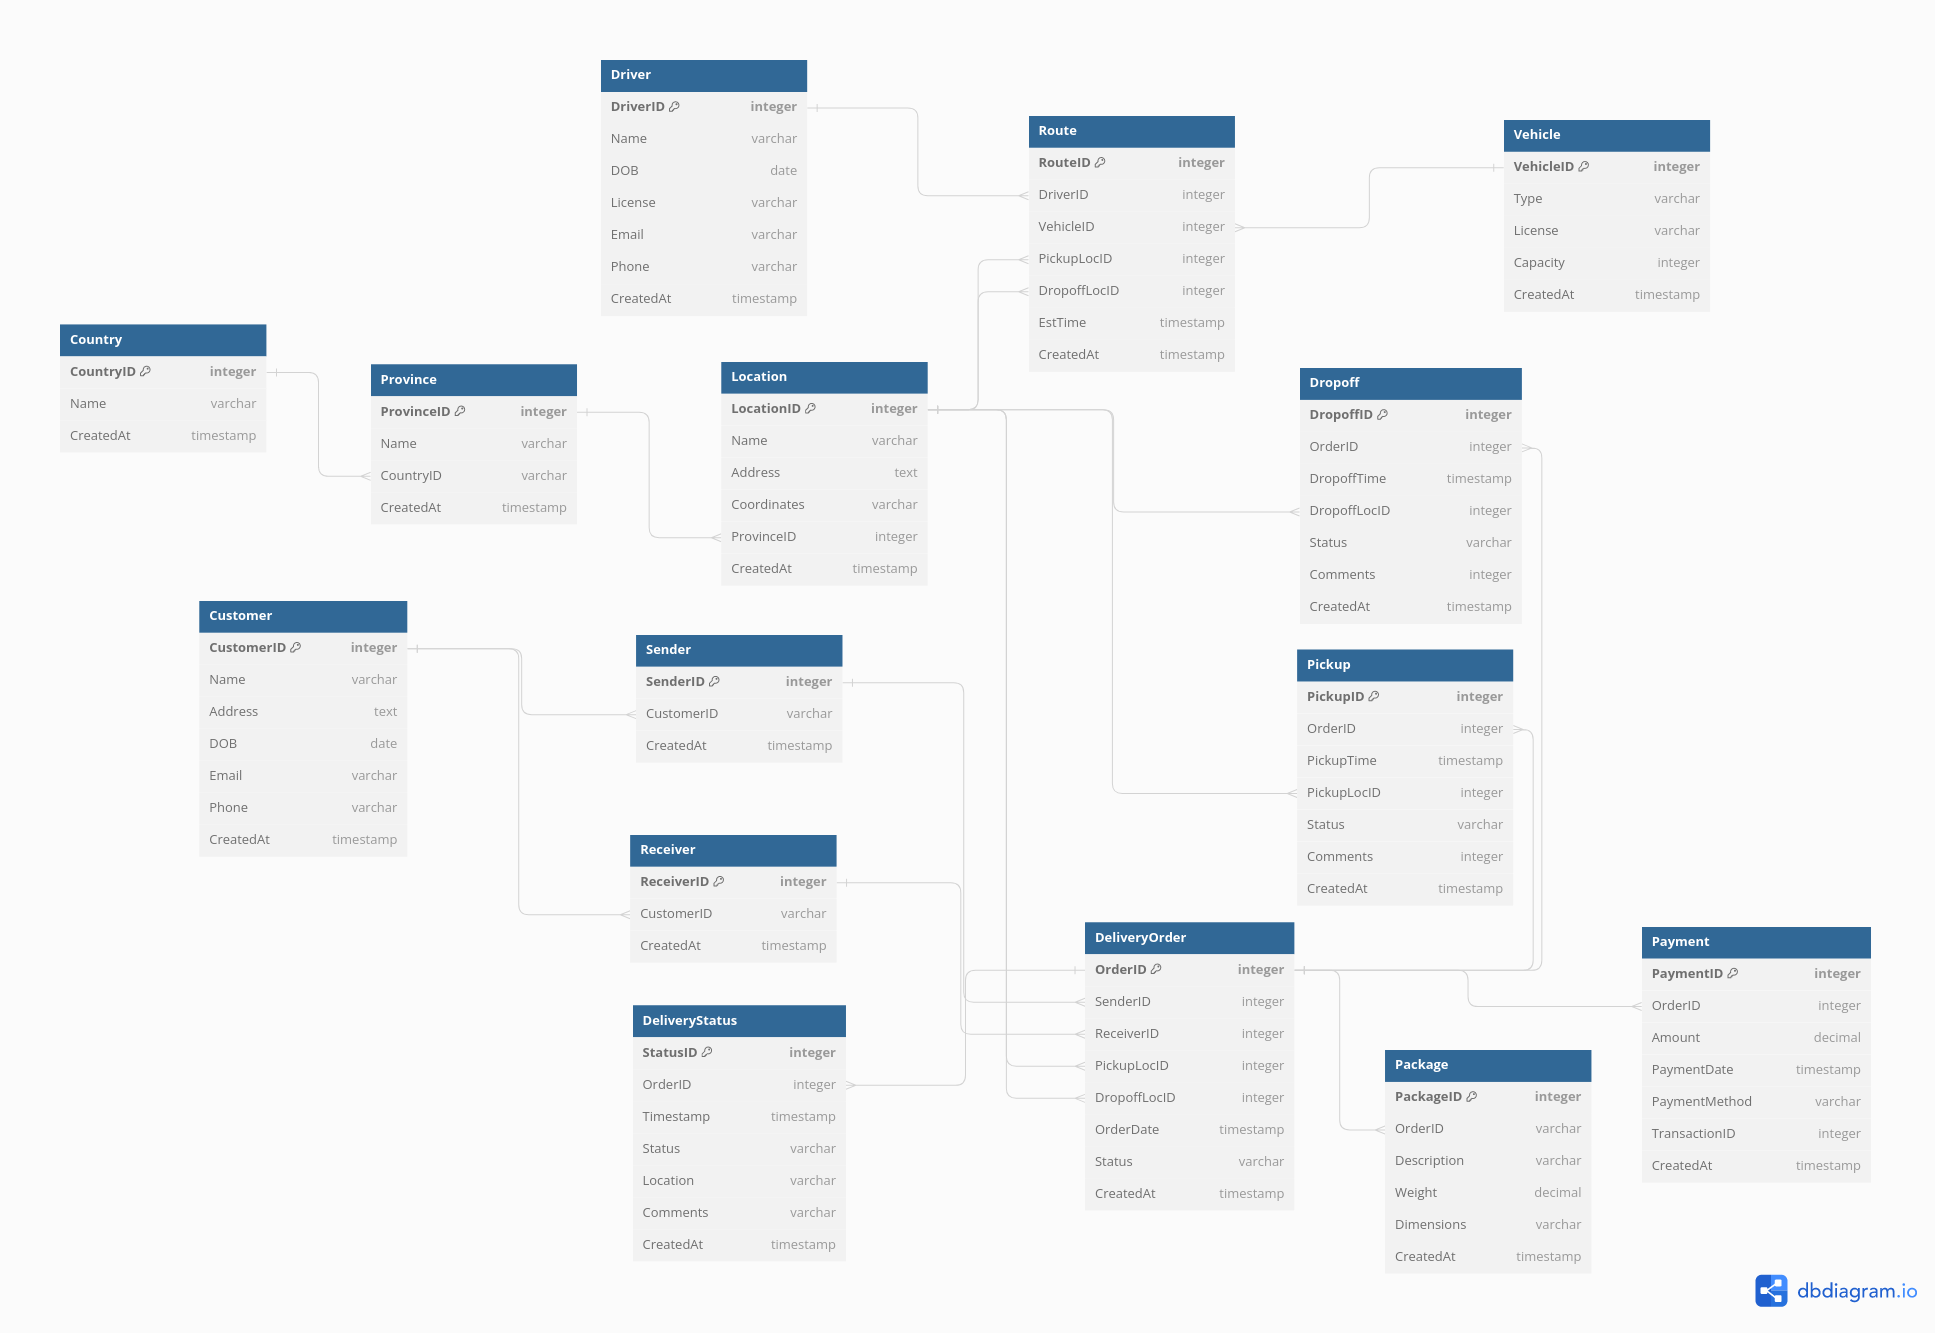 Driver
DriverID integer
Name varchar
DOB date
License varchar
Email varchar
Phone varchar
CreatedAt timestamp
Route
RouteID integer
DriverID integer
VehicleID integer
PickupLocID integer
DropoffLocID integer
EstTime timestamp
CreatedAt timestamp
Vehicle
VehicleID integer
Type varchar
License varchar
Capacity integer
CreatedAt timestamp
Country
CountryID integer
Name varchar
CreatedAt timestamp
Province
ProvinceID integer
Name varchar
CountryID varchar
CreatedAt timestamp
Location
LocationID integer
Name varchar
Address text
Coordinates varchar
ProvinceID integer
CreatedAt timestamp
Dropoff
DropoffID integer
OrderID integer
DropoffTime timestamp
DropoffLocID integer
Status varchar
Comments integer
CreatedAt timestamp
Customer
CustomerID integer
Name varchar
Address text
DOB date
Email varchar
Phone varchar
CreatedAt timestamp
Sender
SenderID integer
CustomerID varchar
CreatedAt timestamp
Pickup
PickupID integer
OrderID integer
PickupTime timestamp
PickupLocID integer
Status varchar
Comments integer
CreatedAt timestamp
Receiver
ReceiverID integer
CustomerID varchar
CreatedAt timestamp
DeliveryOrder
OrderID integer
SenderID integer
ReceiverID integer
PickupLocID integer
DropoffLocID integer
OrderDate timestamp
Status varchar
CreatedAt timestamp
Payment
PaymentID integer
OrderID integer
Amount decimal
PaymentDate timestamp
PaymentMethod varchar
TransactionID integer
CreatedAt timestamp
DeliveryStatus
StatusID integer
OrderID integer
Timestamp timestamp
Status varchar
Location varchar
Comments varchar
CreatedAt timestamp
Package
PackageID integer
OrderID varchar
Description varchar
Weight decimal
Dimensions varchar
CreatedAt timestamp
dbdiagram.io